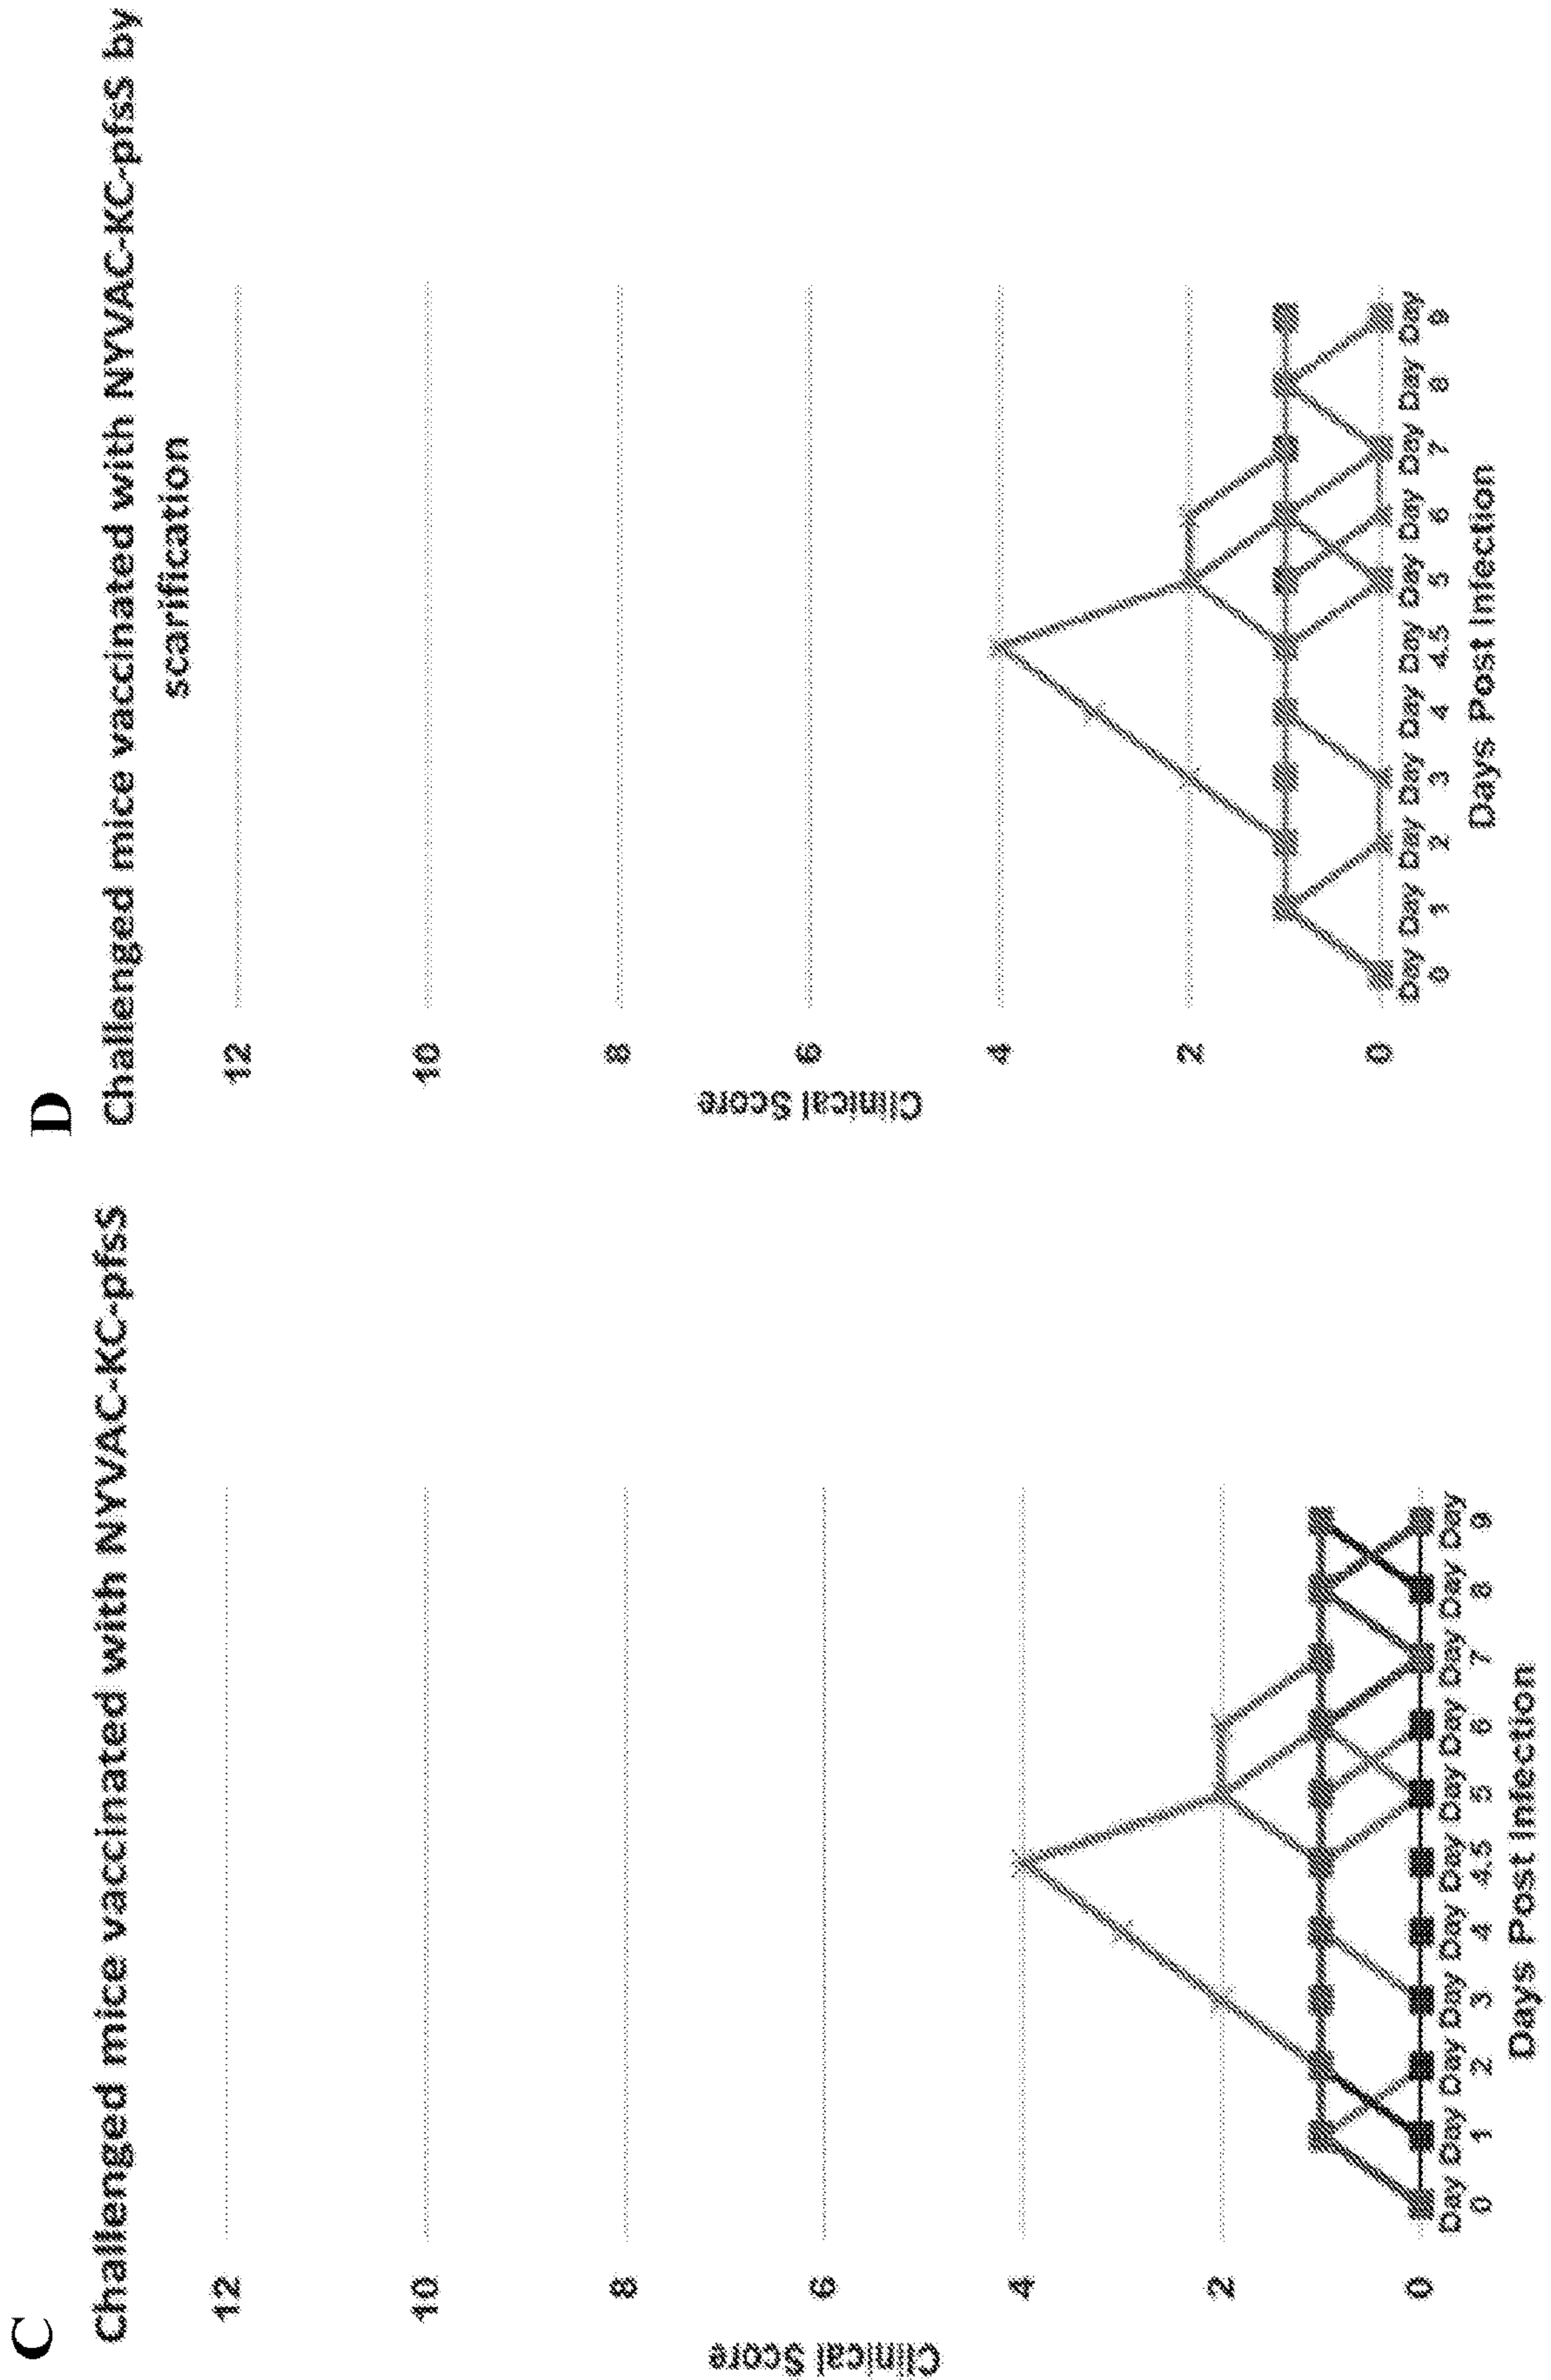 C
Challenged mice vaccinated with NYVAC-KC-pfsS
12
10
8
6
4
2
0
Clinical Score
Day Day Day Day Day Day Day Day Day Day Day
0 1 2 3 4 4.5 5 6 7 8 9
Days Post Infection
D
Challenged mice vaccinated with NYVAC-KC-pfsS by
scarification
12
10
8
6
4
2
0
Clinical Score
Day Day Day Day Day Day Day Day Day Day Day
0 1 2 3 4 4.5 5 6 7 8 9
Days Post Infection